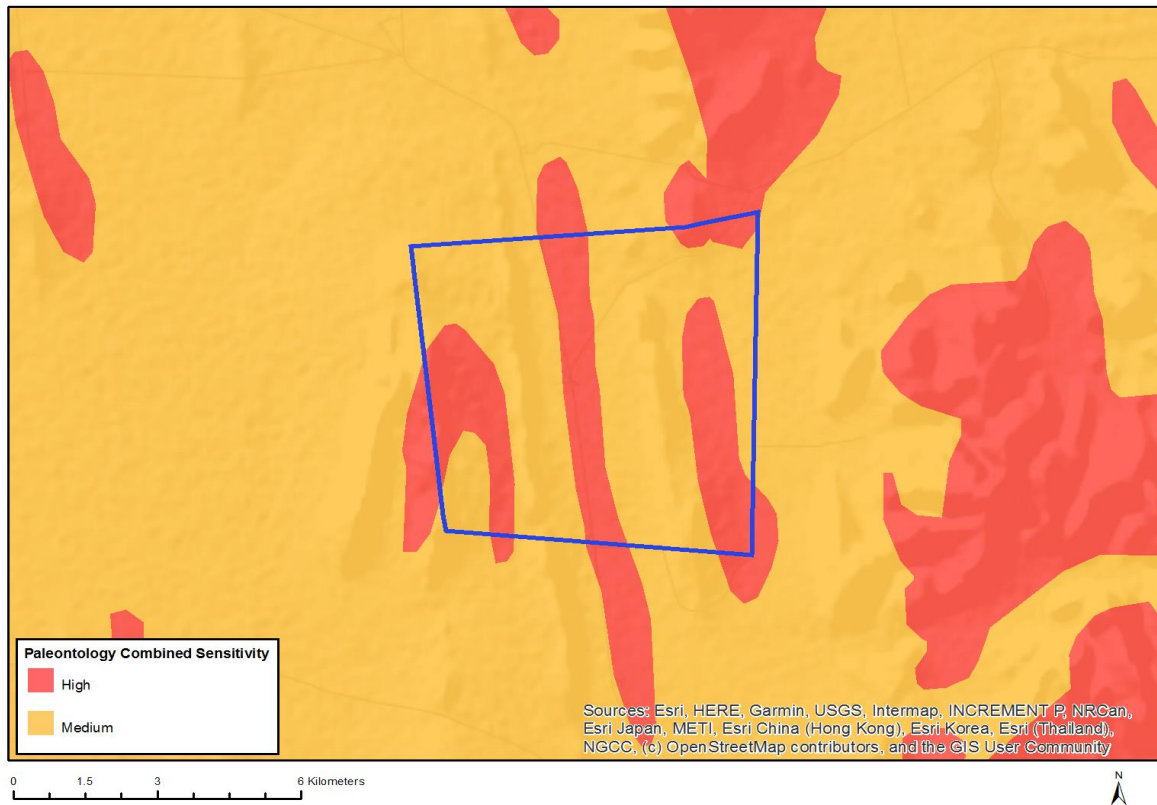 Paleontology Combined Sensitivity
High
Medium
Sources: Esri, HERE, Garmin, USGS, Intermap, INCREMENT P, NRCan,
Esri Japan, METI, Esri China (Hong Kong), Esri Korea, Esri (Thailand),
NGCC, (c) OpenStreetMap contributors, and the GIS User Community
0 1.5 3 6 Kilometers
N